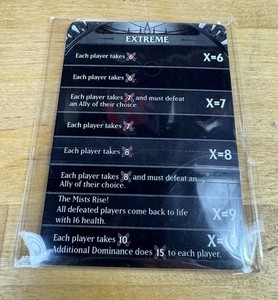 EXTREME
Each player takes 6. X=6
Each player takes 6.
Each player takes 7 and must defeat
an Ally of their choice. X=7
Each player takes 7.
Each player takes 8 X=8
Each player takes 8 and must defeat an
Ally of their choice.
The Mists Rise!
All defeated players come back to life
with 16 health. X=9
Each player takes 10.
Additional Dominance does 15 to each player.